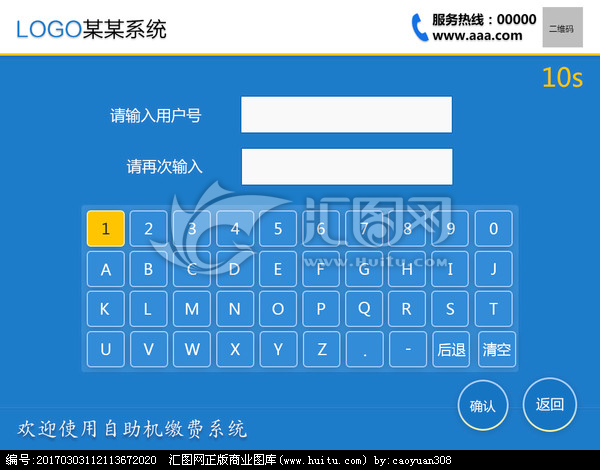 LOGO某某系统
服务热线：00000
www.aaa.com
二维码
10s
请输入用户号
请再次输入
1 2 3 4 5 6 7 8 9 0
A B C D E F G H I J
K L M N O P Q R S T
U V W X Y Z . - 后退 清空
汇图网
www.huitu.com
确认 返回
欢迎使用自助机缴费系统
编号:20170303112113672020 汇图网正版商业图库(www.huitu.com) by:caoyuan308